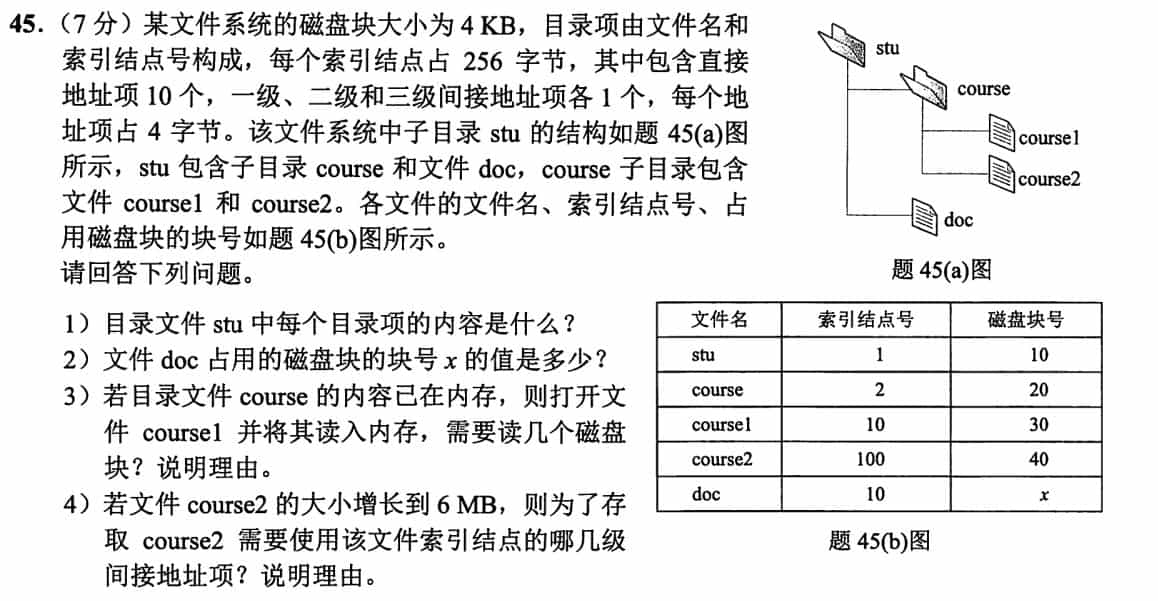 45.（7 分）某文件系统的磁盘块大小为 4 KB，目录项由文件名和
索引结点号构成，每个索引结点占 256 字节，其中包含直接
地址项 10 个，一级、二级和三级间接地址项各 1 个，每个地
址项占 4 字节。该文件系统中子目录 stu 的结构如题 45(a)图
所示，stu 包含子目录 course 和文件 doc，course 子目录包含
文件 course1 和 course2。各文件的文件名、索引结点号、占
用磁盘块的块号如题 45(b)图所示。
请回答下列问题。
1）目录文件 stu 中每个目录项的内容是什么？
2）文件 doc 占用的磁盘块的块号 x 的值是多少？
3）若目录文件 course 的内容已在内存，则打开文
件 course1 并将其读入内存，需要读几个磁盘
块？说明理由。
4）若文件 course2 的大小增长到 6 MB，则为了存
取 course2 需要使用该文件索引结点的哪几级
间接地址项？说明理由。
stu
course
course1
course2
doc
题 45(a)图
文件名 索引结点号 磁盘块号
stu 1 10
course 2 20
course1 10 30
course2 100 40
doc 10 x
题 45(b)图